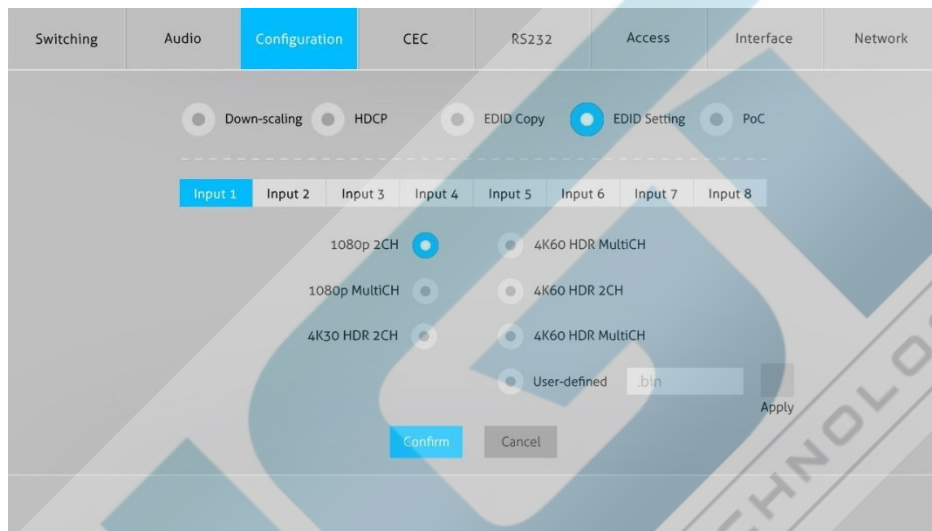 Switching Audio Configuration CEC RS232 Access Interface Network
Down-scaling HDCP EDID Copy EDID Setting PoC
Input 1 Input 2 Input 3 Input 4 Input 5 Input 6 Input 7 Input 8
1080p 2CH 4K60 HDR MultiCH
1080p MultiCH 4K60 HDR 2CH
4K30 HDR 2CH 4K60 HDR MultiCH
User-defined .bin
Apply
Confirm Cancel